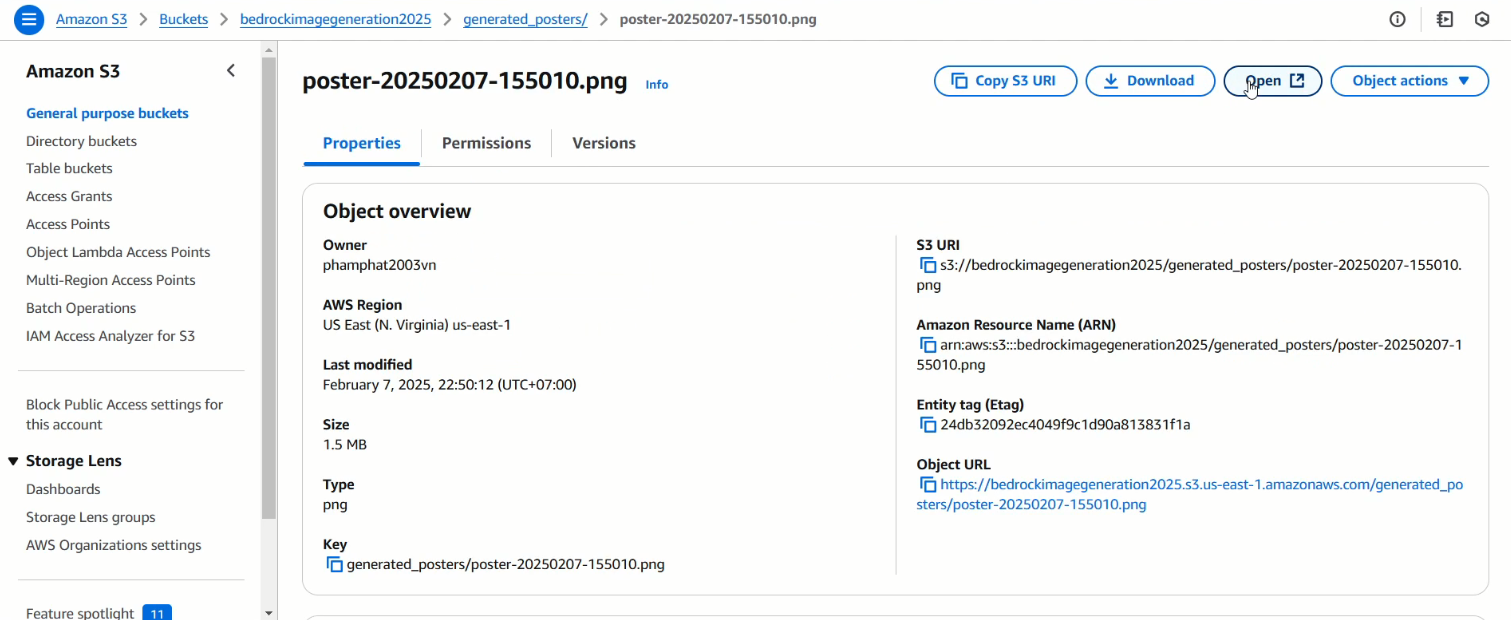 Amazon S3 > Buckets > bedrockimagegeneration2025 > generated_posters/ > poster-20250207-155010.png
Amazon S3
General purpose buckets
Directory buckets
Table buckets
Access Grants
Access Points
Object Lambda Access Points
Multi-Region Access Points
Batch Operations
IAM Access Analyzer for S3
Block Public Access settings for
this account
Storage Lens
Dashboards
Storage Lens groups
AWS Organizations settings
Feature spotlight 11
poster-20250207-155010.png Info
Copy S3 URI
Download
Open
Object actions
Properties
Permissions
Versions
Object overview
Owner
phamphat2003vn
AWS Region
US East (N. Virginia) us-east-1
Last modified
February 7, 2025, 22:50:12 (UTC+07:00)
Size
1.5 MB
Type
png
Key
generated_posters/poster-20250207-155010.png
S3 URI
s3://bedrockimagegeneration2025/generated_posters/poster-20250207-155010.
png
Amazon Resource Name (ARN)
arn:aws:s3:::bedrockimagegeneration2025/generated_posters/poster-20250207-1
55010.png
Entity tag (Etag)
24db32092ec4049f9c1d90a813831f1a
Object URL
https://bedrockimagegeneration2025.s3.us-east-1.amazonaws.com/generated_po
sters/poster-20250207-155010.png